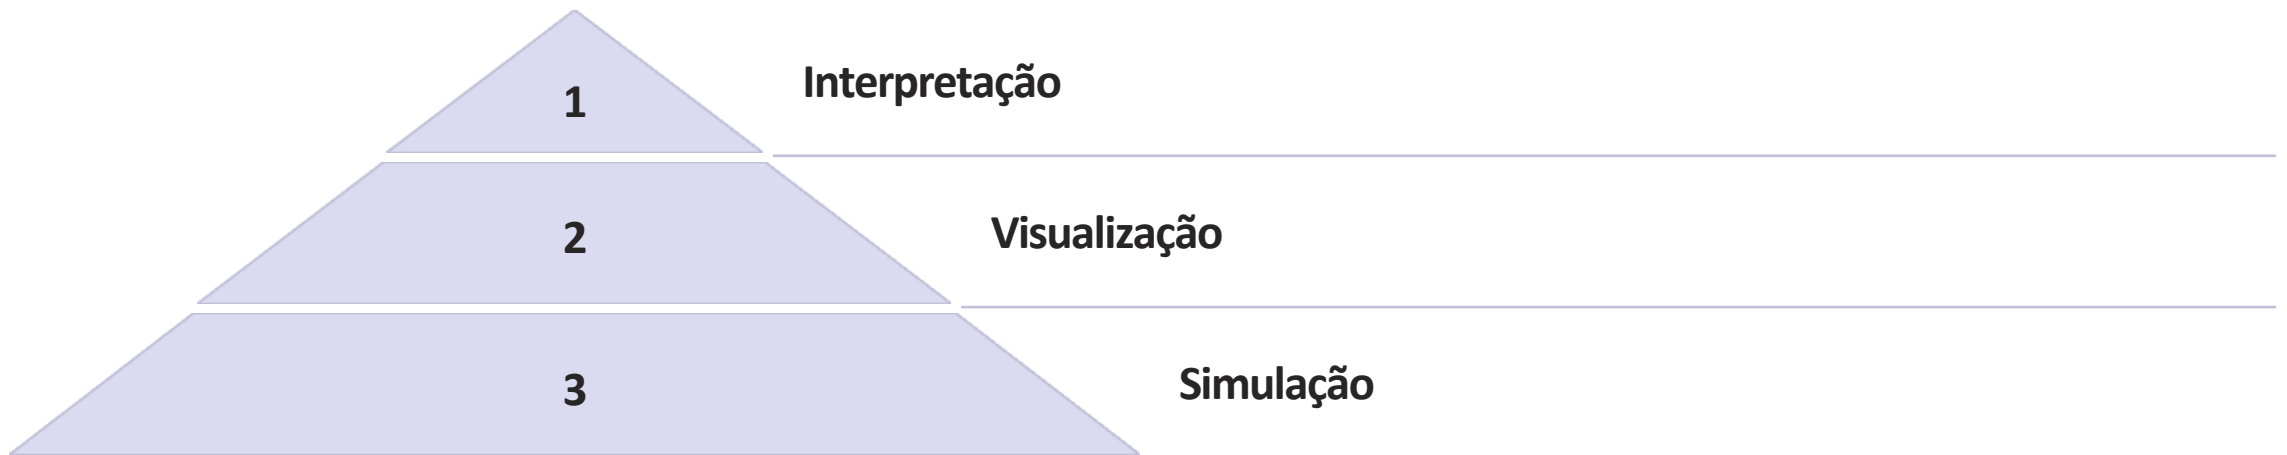 1
Interpretação
2
Visualização
3
Simulação